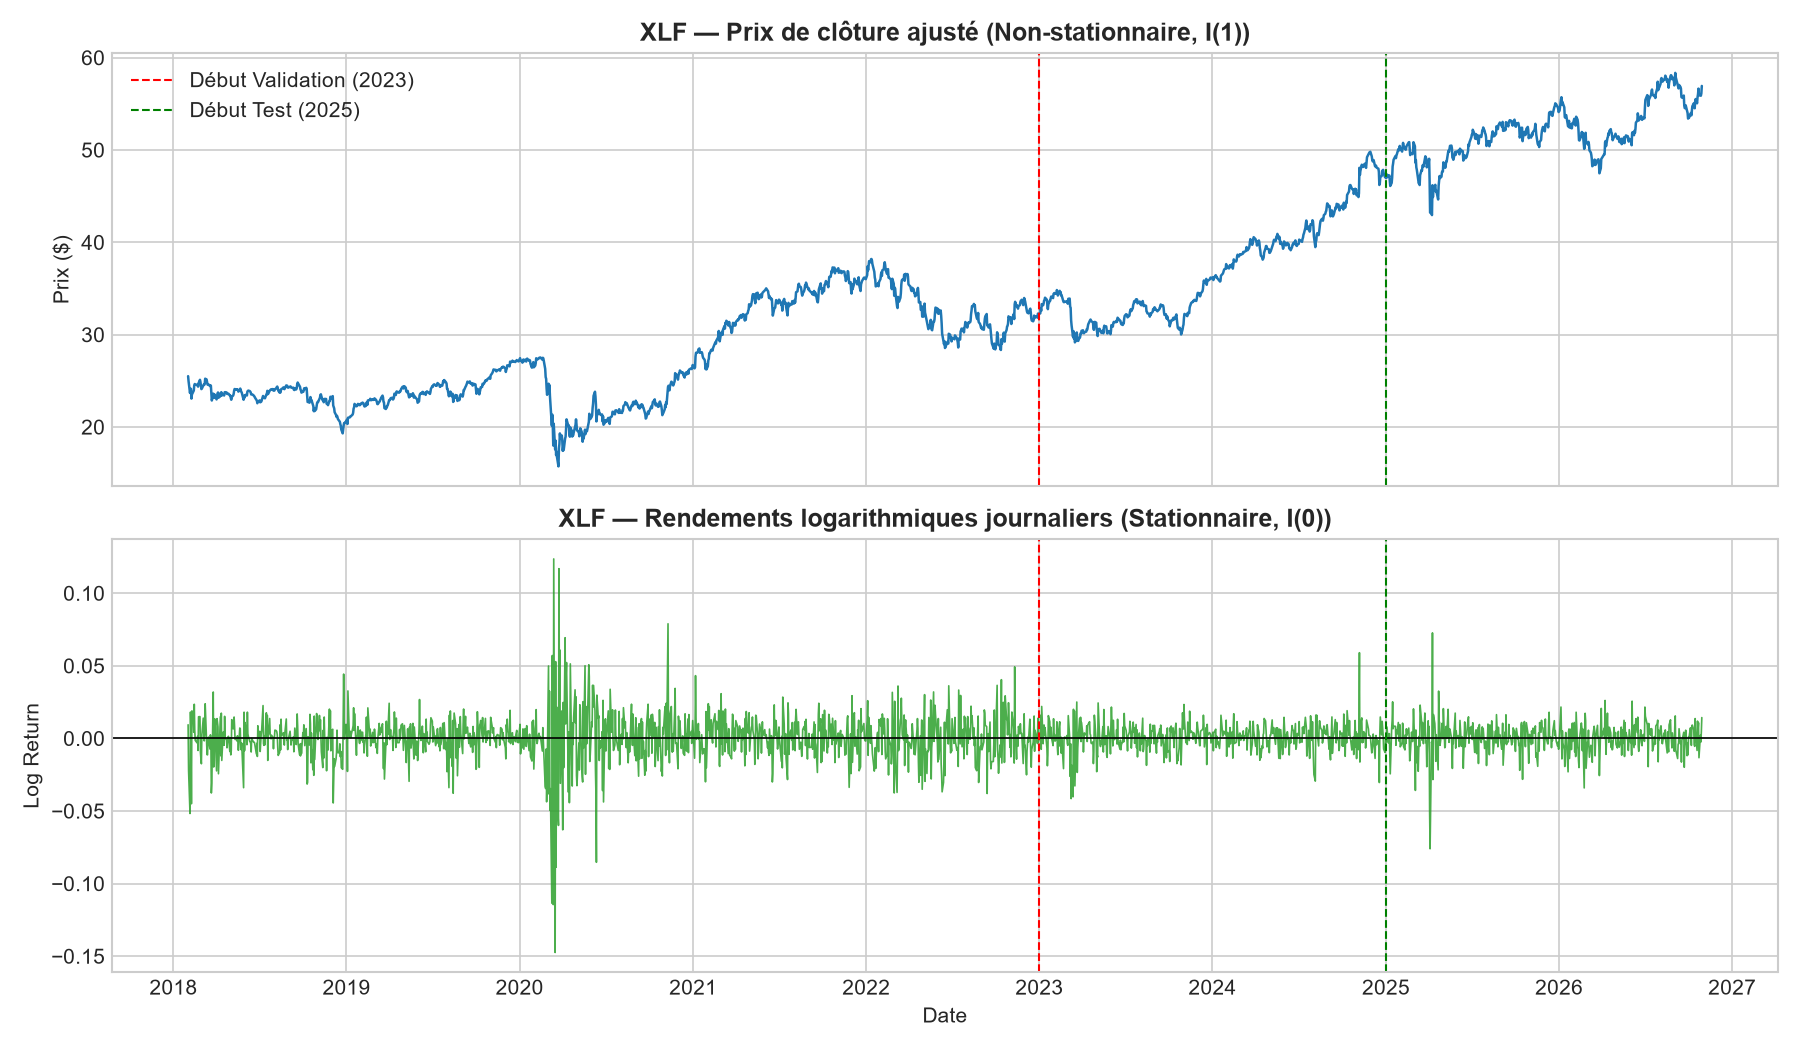 XLF — Prix de clôture ajusté (Non-stationnaire, I(1))
Prix ($)
60
50
40
30
20
Début Validation (2023)
Début Test (2025)
XLF — Rendements logarithmiques journaliers (Stationnaire, I(0))
Log Return
0.10
0.05
0.00
−0.05
−0.10
−0.15
2018 2019 2020 2021 2022 2023 2024 2025 2026 2027
Date